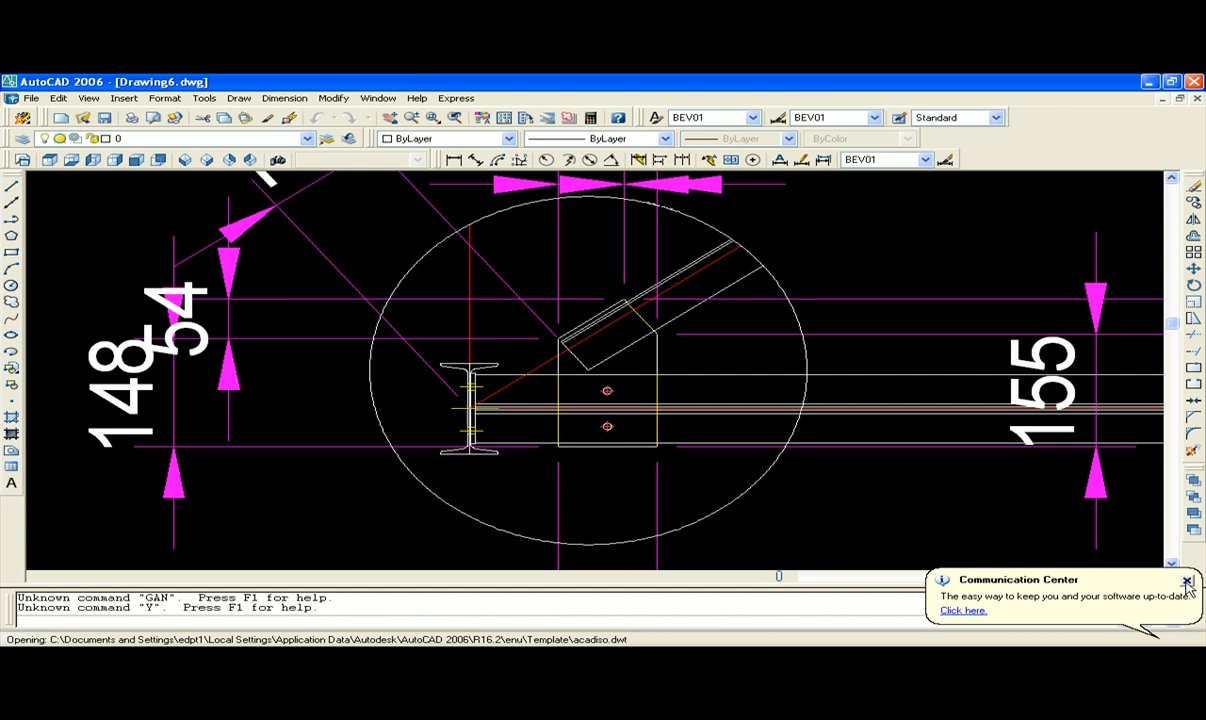 AutoCAD 2006 - [Drawing6.dwg]
File Edit View Insert Format Tools Draw Dimension Modify Window Help Express
BEV01 BEV01 Standard
0 ByLayer ByLayer ByLayer ByColor
BEV01
54
148
155
A
Communication Center
The easy way to keep you and your software up-to-date.
Click here.
Unknown command "GAN". Press F1 for help.
Unknown command "Y". Press F1 for help.
Opening: C:\Documents and Settings\edpt1\Local Settings\Application Data\Autodesk\AutoCAD 2006\R16.2\enu\Template\acadiso.dwt